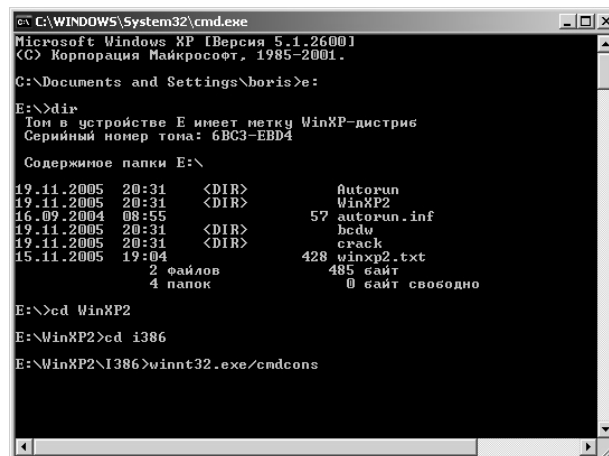 C:\WINDOWS\System32\cmd.exe
Microsoft Windows XP [Версия 5.1.2600]
(C) Корпорация Майкрософт, 1985-2001.
C:\Documents and Settings\boris>e:
E:\>dir
Том в устройстве E имеет метку WinXP-дистриб
Серийный номер тома: 6BC3-EBD4
Содержимое папки E:\
19.11.2005 20:31 <DIR> Autorun
19.11.2005 20:31 <DIR> WinXP2
16.09.2004 08:55 57 autorun.inf
19.11.2005 20:31 <DIR> bcdw
19.11.2005 20:31 <DIR> crack
15.11.2005 19:04 428 winxp2.txt
2 файлов 485 байт
4 папок 0 байт свободно
E:\>cd WinXP2
E:\WinXP2>cd i386
E:\WinXP2\I386>winnt32.exe/cmdcons